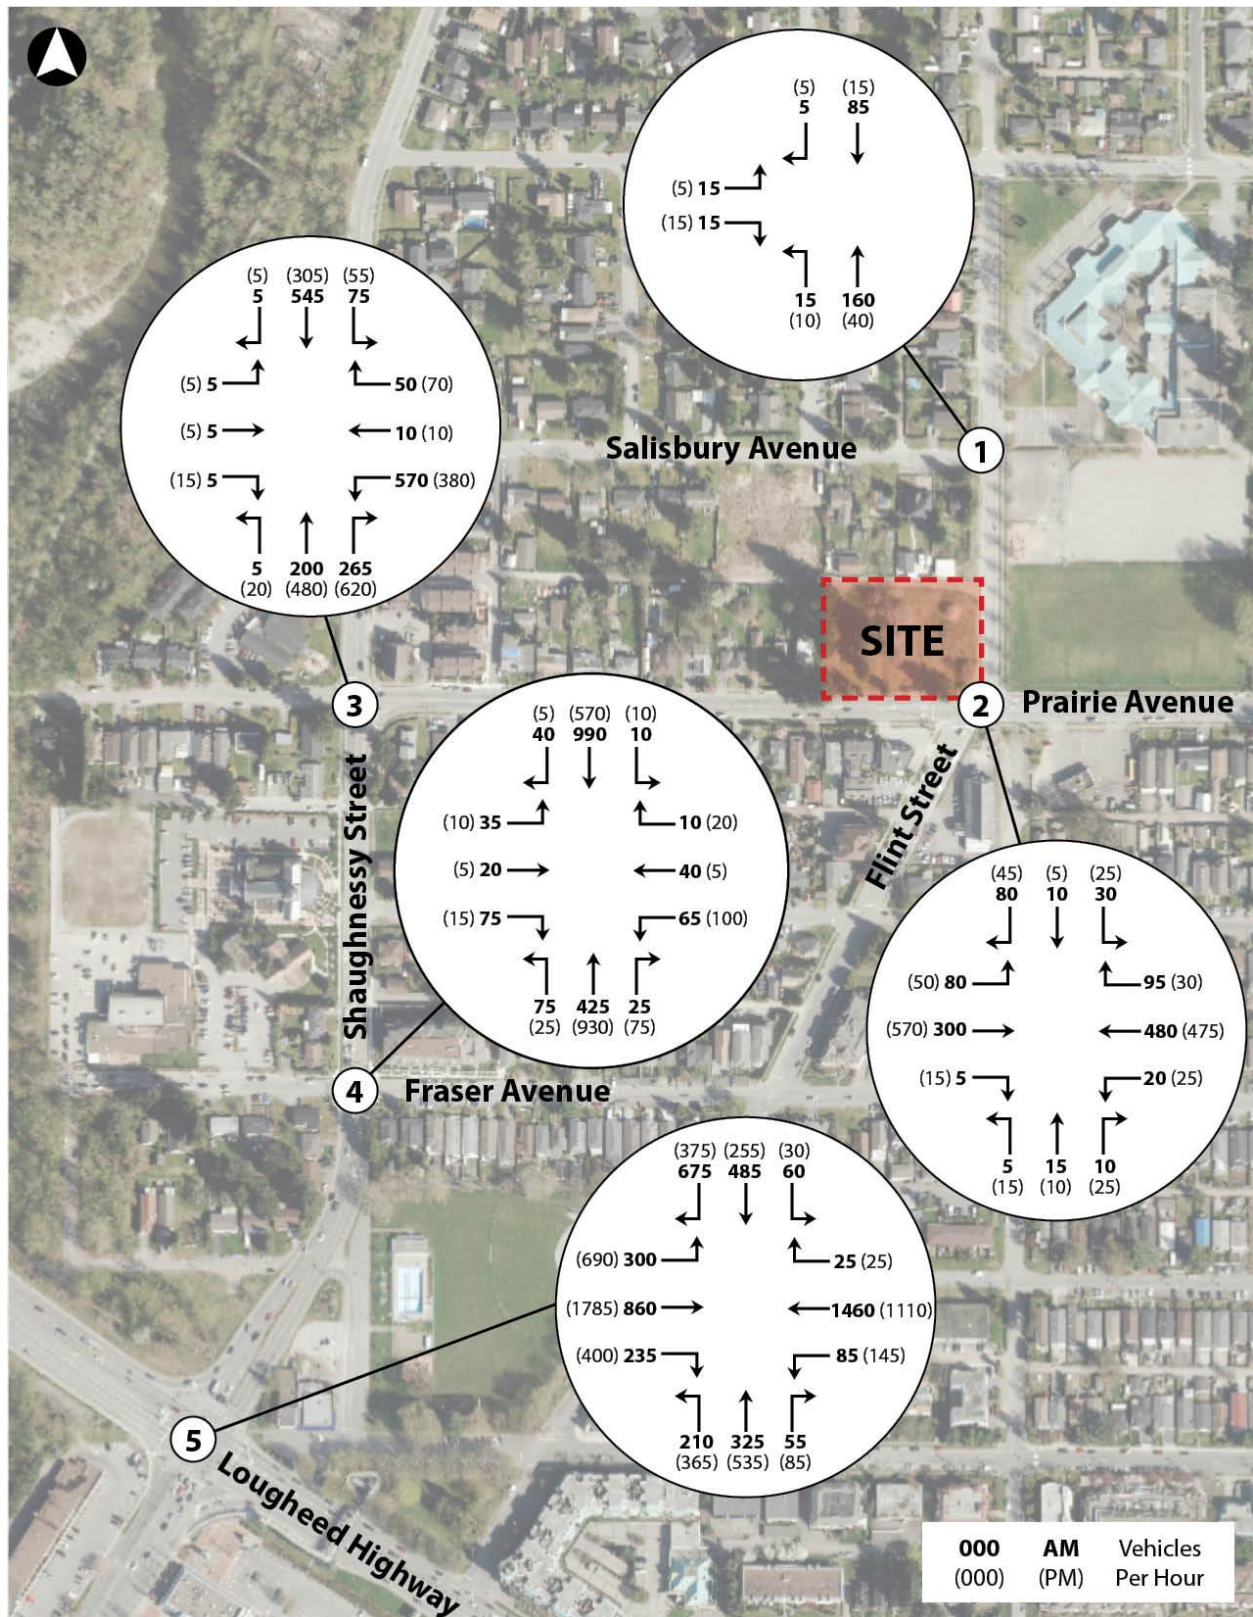 (5) (15)
5 85
(5) 15
(15) 15
15 160
(10) (40)
(5) (305) (55)
5 545 75
(5) 5 50 (70)
(5) 5 10 (10)
(15) 5 570 (380)
5 200 265
(20) (480) (620)
Salisbury Avenue 1
SITE
3
2 Prairie Avenue
Shaughnessy Street
Flint Street
(5) (570) (10)
40 990 10
(10) 35 10 (20)
(5) 20 40 (5)
(15) 75 65 (100)
75 425 25
(25) (930) (75)
(45) (5) (25)
80 10 30
(50) 80 95 (30)
(570) 300 480 (475)
(15) 5 20 (25)
5 15 10
(15) (10) (25)
4 Fraser Avenue
(375) (255) (30)
675 485 60
(690) 300 25 (25)
(1785) 860 1460 (1110)
(400) 235 85 (145)
210 325 55
(365) (535) (85)
5
Lougheed Highway
000 AM Vehicles
(000) (PM) Per Hour